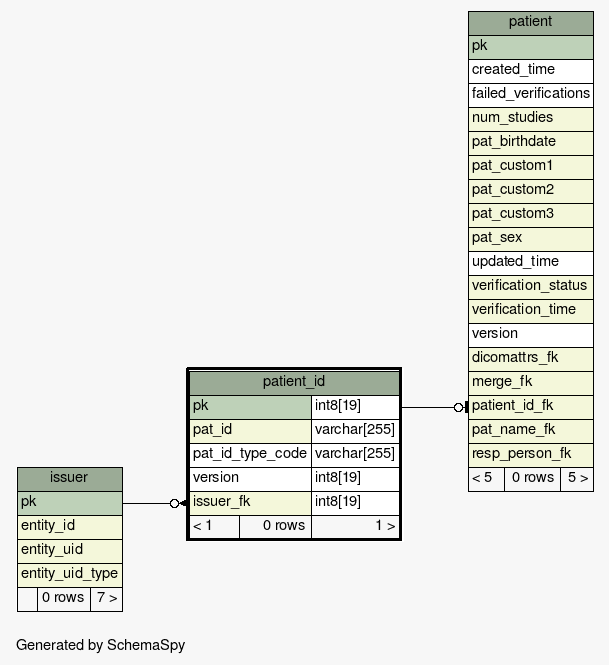 patient
pk
created_time
failed_verifications
num_studies
pat_birthdate
pat_custom1
pat_custom2
pat_custom3
pat_sex
updated_time
verification_status
verification_time
version
dicomattrs_fk
merge_fk
patient_id_fk
pat_name_fk
resp_person_fk
< 5 0 rows 5 >
patient_id
pk int8[19]
pat_id varchar[255]
pat_id_type_code varchar[255]
version int8[19]
issuer_fk int8[19]
< 1 0 rows 1 >
issuer
pk
entity_id
entity_uid
entity_uid_type
0 rows 7 >
Generated by SchemaSpy